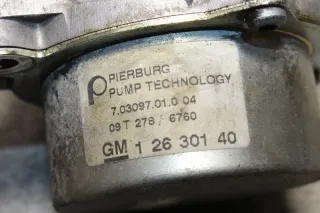 PIERBURG
PUMP TECHNOLOGY
7.03097.01.0 04
09 T 278 / 6760
GM 1 26 301 40